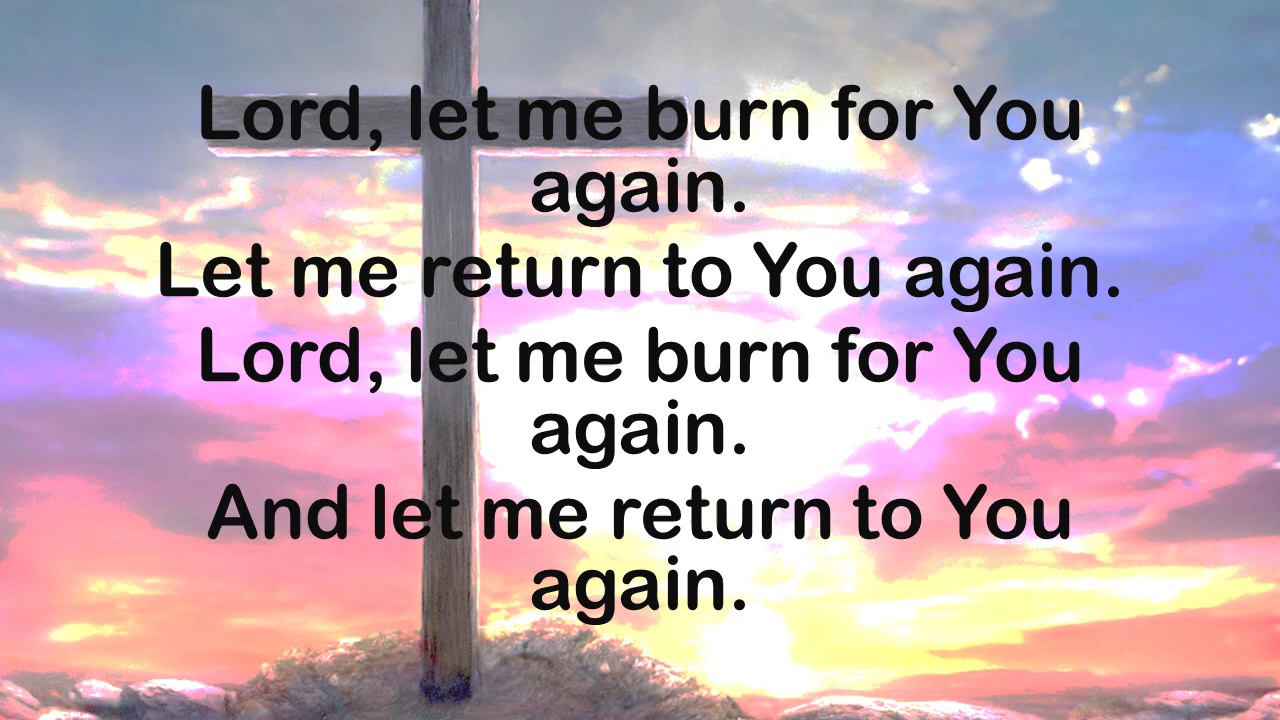 Lord, let me burn for You
again.
Let me return to You again.
Lord, let me burn for You
again.
And let me return to You
again.